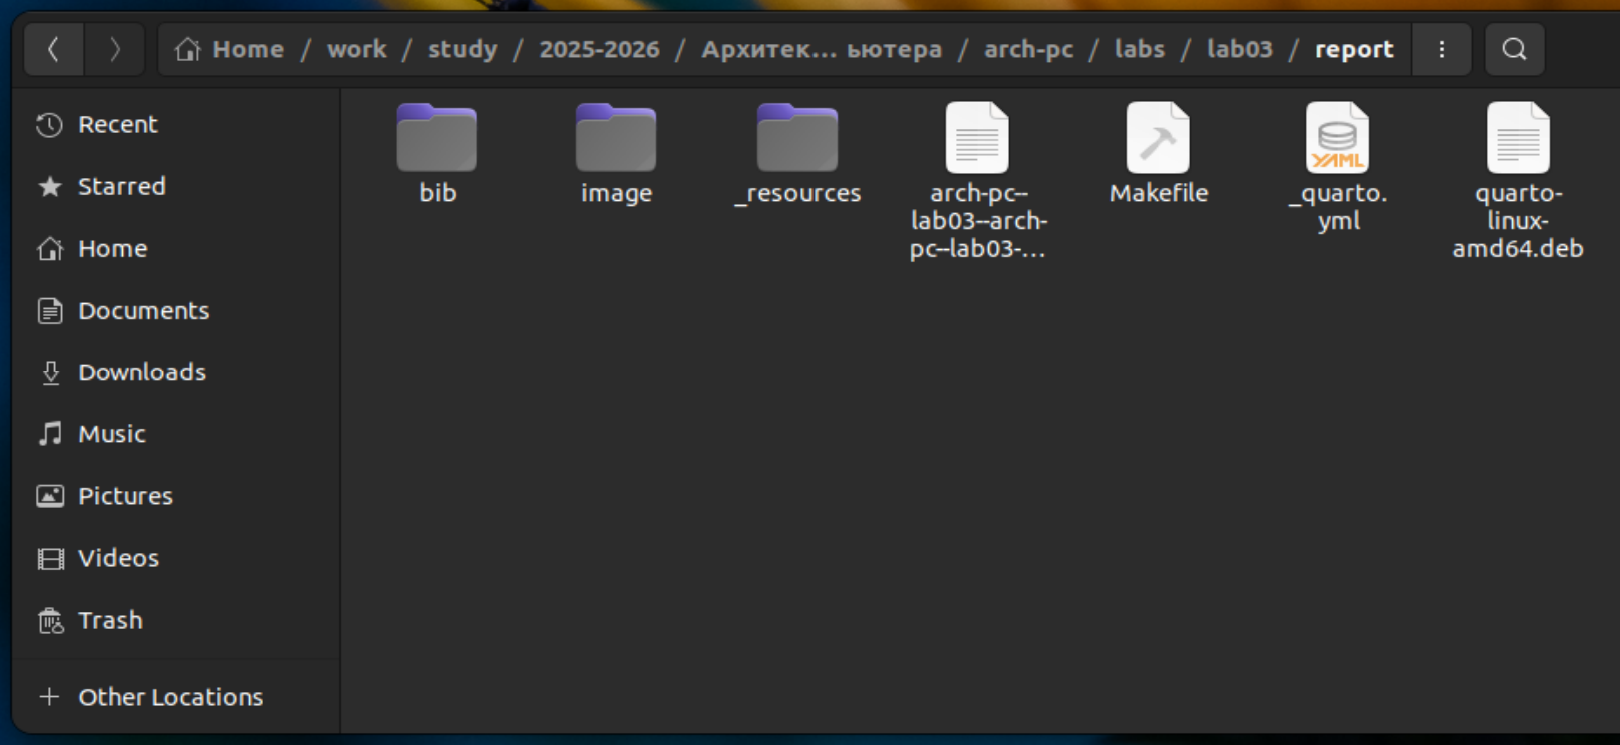 Home / work / study / 2025-2026 / Архитек... ьютера / arch-pc / labs / lab03 / report
Recent
Starred
Home
Documents
Downloads
Music
Pictures
Videos
Trash
Other Locations
bib
image
_resources
arch-pc--
lab03--arch-
pc--lab03-...
Makefile
YAML
_quarto.
yml
quarto-
linux-
amd64.deb